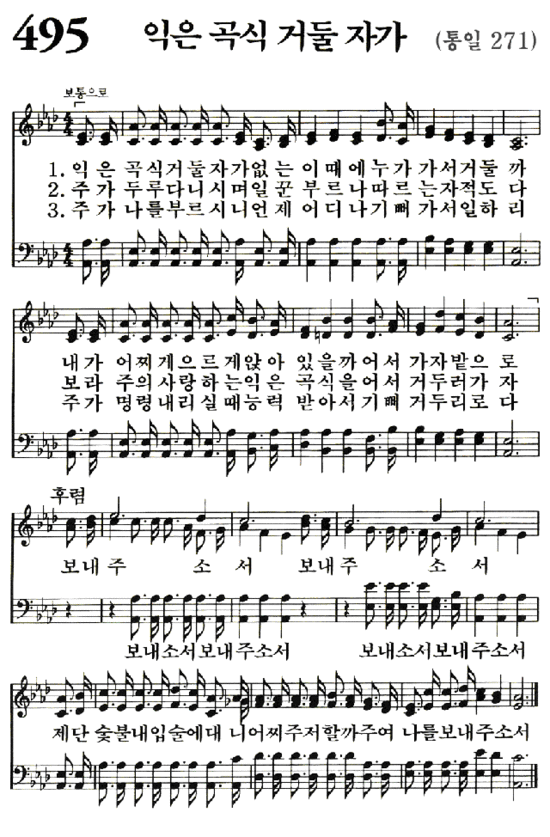 495 익은 곡식 거둘 자가 (통일 271)
보통으로
1. 익 은 곡식거둘자가없 는 이 때 에 누 가 가 서 거 둘 까
2. 주 가 두루다니시며일 꾼 부 르 나 따 르 는 자 적 도 다
3. 주 가 나를부르시니언 제 어 디 나 기 뻐 가 서 일 하 리
내 가 어찌게으르게앉 아 있 을 까 어 서 가 자 밭 으 로
보 라 주의사랑하는익 은 곡 식 을 어 서 거 두 러 가 자
주 가 명령내리실때능 력 받 아 서 기 뻐 거 두 리 로 다
후렴
보 내 주 소 서 보 내 주 소 서
보내소서보내주소서 보내소서보내주소서
제 단 숯불내입술에대 니어찌주저할까주여 나를보내주소서